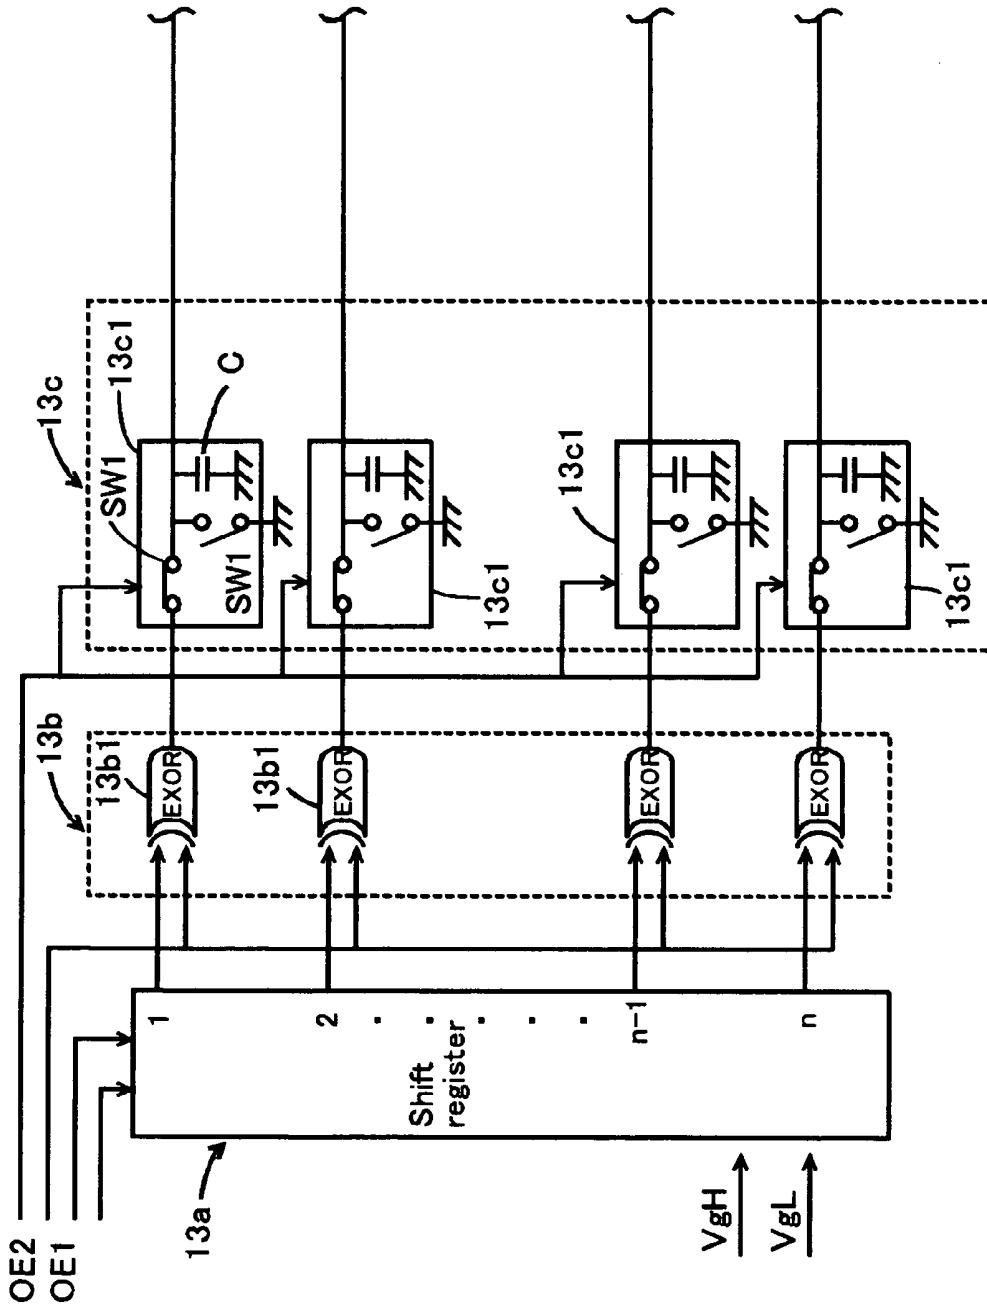 OE2
OE1
13a
Shift
register
1
2
n-1
n
VgH
VgL
13b
13b1
EXOR
13b1
EXOR
EXOR
EXOR
13c
13c1
SW1
SW1
C
13c1
13c1
13c1